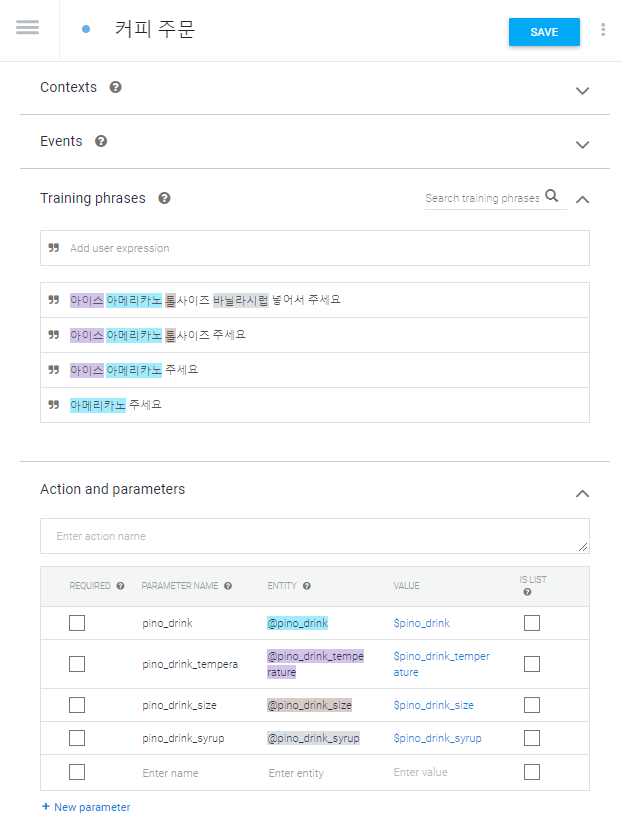 커피 주문
SAVE
Contexts
Events
Training phrases
Search training phrases
Add user expression
아이스 아메리카노 톨사이즈 바닐라시럽 넣어서 주세요
아이스 아메리카노 톨사이즈 주세요
아이스 아메리카노 주세요
아메리카노 주세요
Action and parameters
Enter action name
REQUIRED PARAMETER NAME ENTITY VALUE IS LIST
pino_drink @pino_drink $pino_drink
pino_drink_tempera @pino_drink_tempe $pino_drink_temper
rature ature
pino_drink_size @pino_drink_size $pino_drink_size
pino_drink_syrup @pino_drink_syrup $pino_drink_syrup
Enter name Enter entity Enter value
+ New parameter